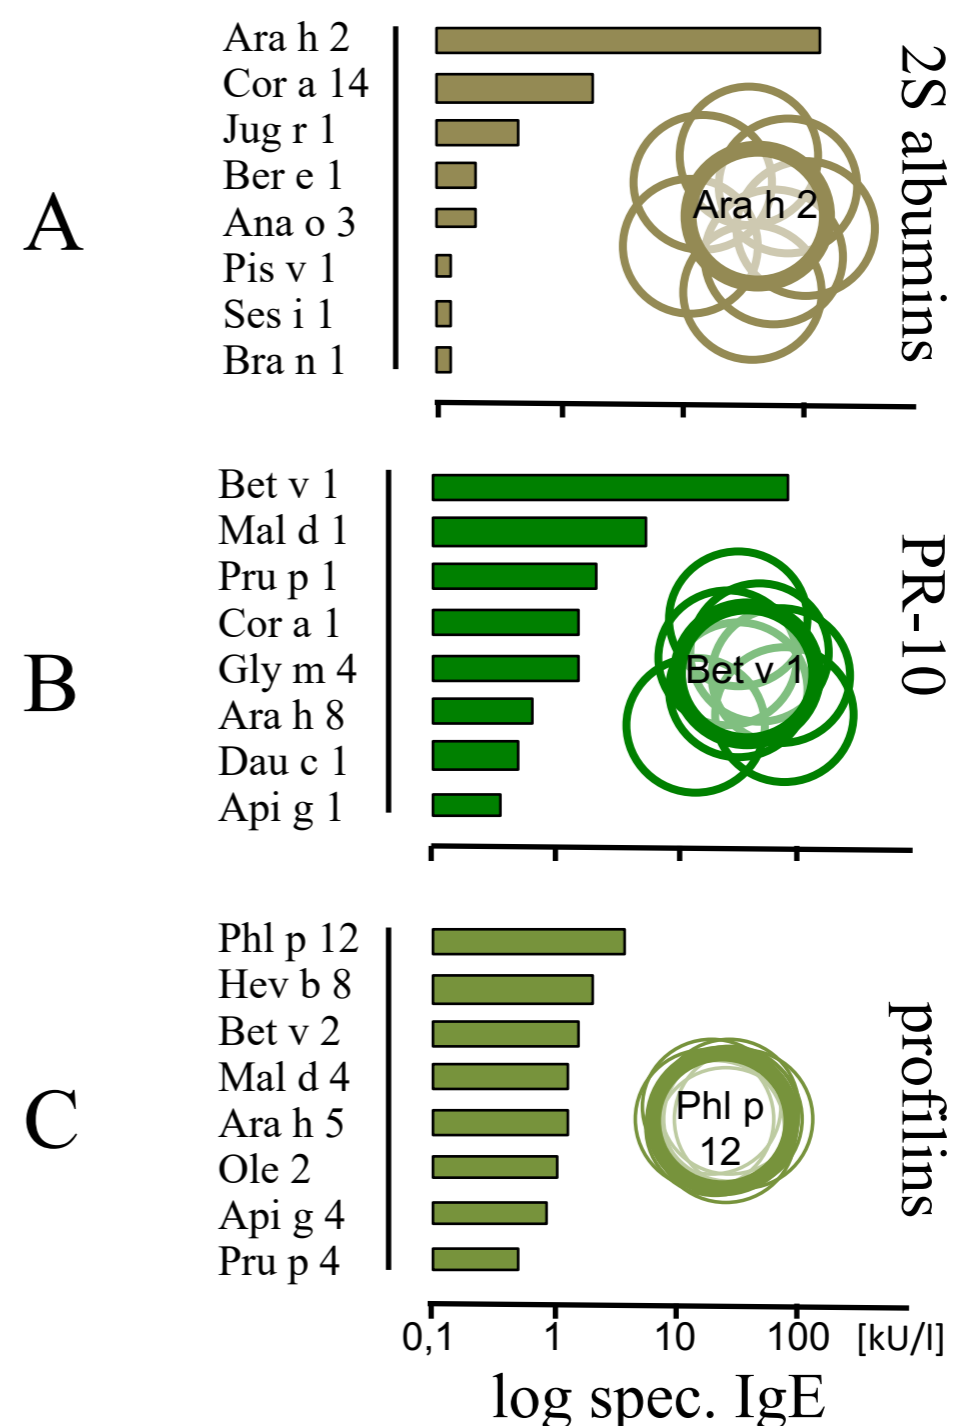 A
Ara h 2
Cor a 14
Jug r 1
Ber e 1
Ana o 3
Pis v 1
Ses i 1
Bra n 1
Ara h 2
2S albumins
B
Bet v 1
Mal d 1
Pru p 1
Cor a 1
Gly m 4
Ara h 8
Dau c 1
Api g 1
Bet v 1
PR-10
C
Phl p 12
Hev b 8
Bet v 2
Mal d 4
Ara h 5
Ole 2
Api g 4
Pru p 4
Phl p
12
profilins
0,1 1 10 100 [kU/l]
log spec. IgE